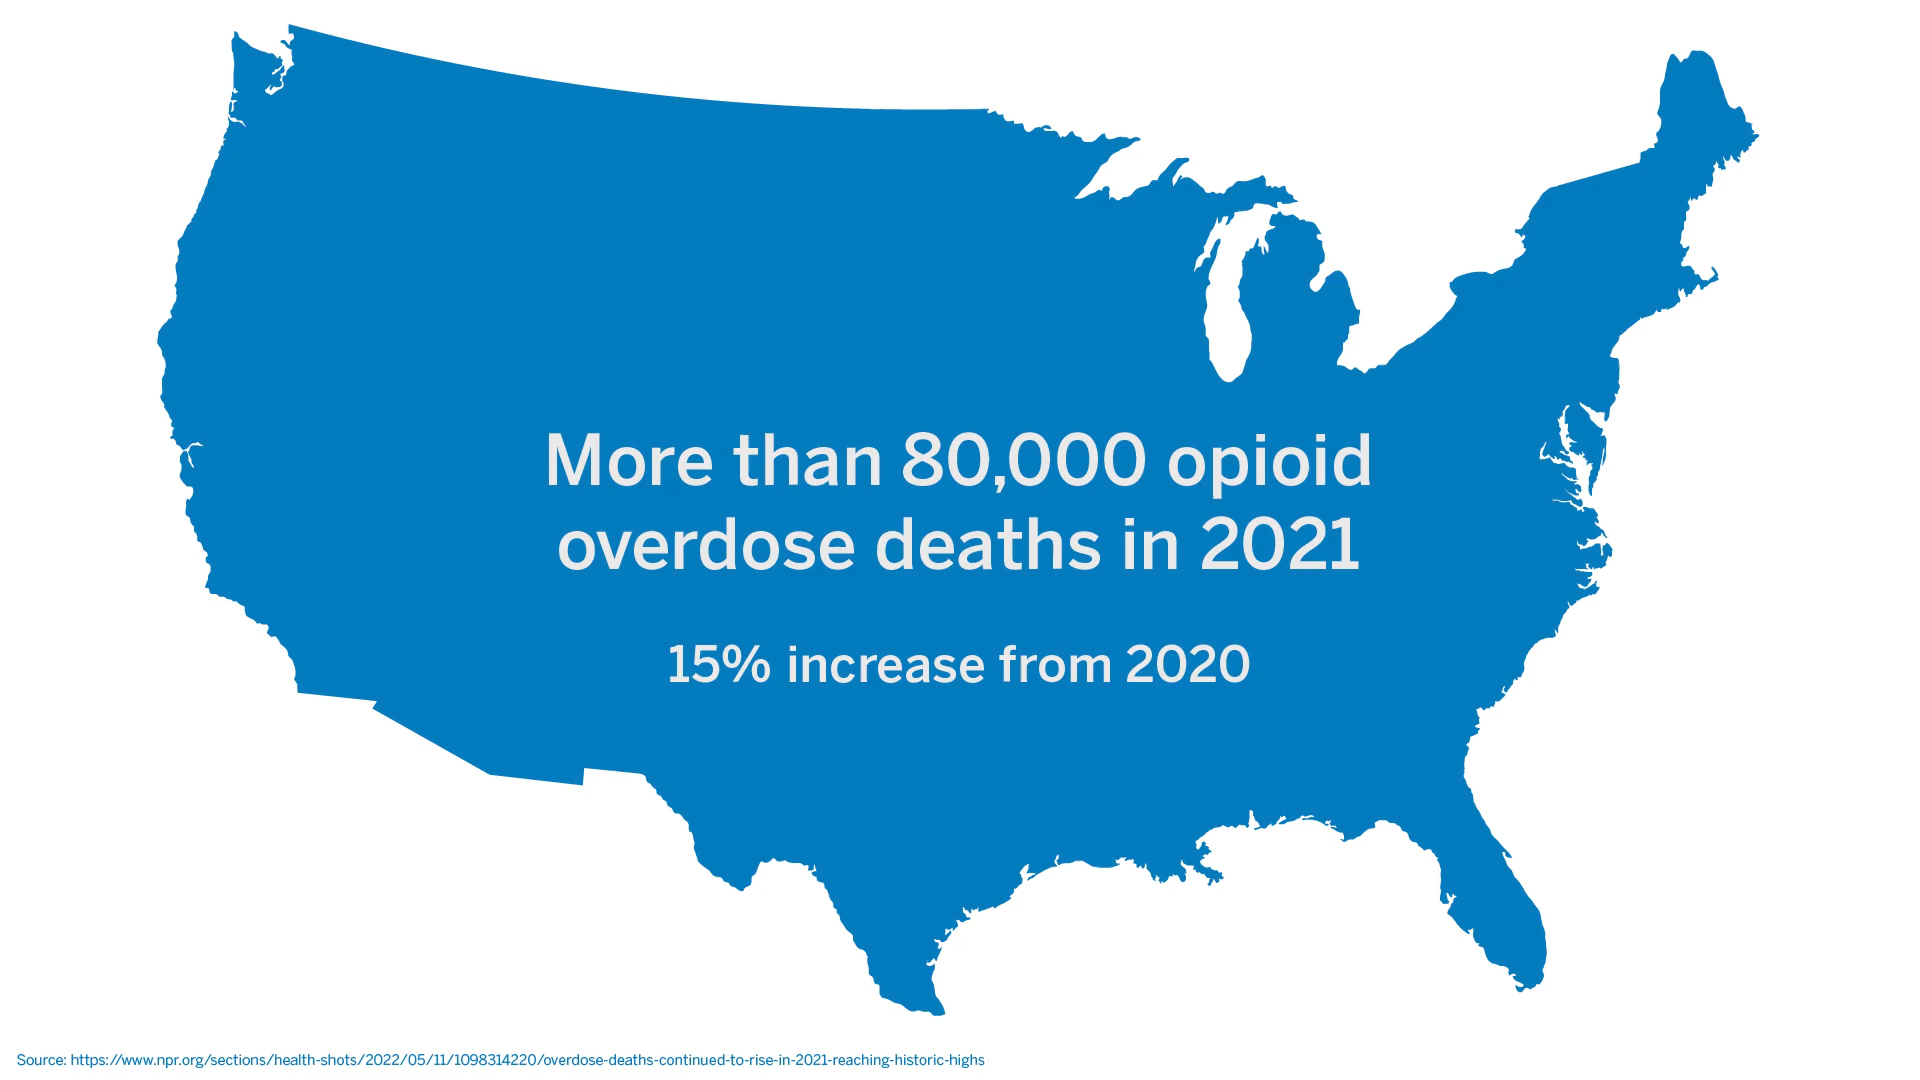 More than 80,000 opioid
overdose deaths in 2021
15% increase from 2020
Source: https://www.npr.org/sections/health-shots/2022/05/11/1098314220/overdose-deaths-continued-to-rise-in-2021-reaching-historic-highs